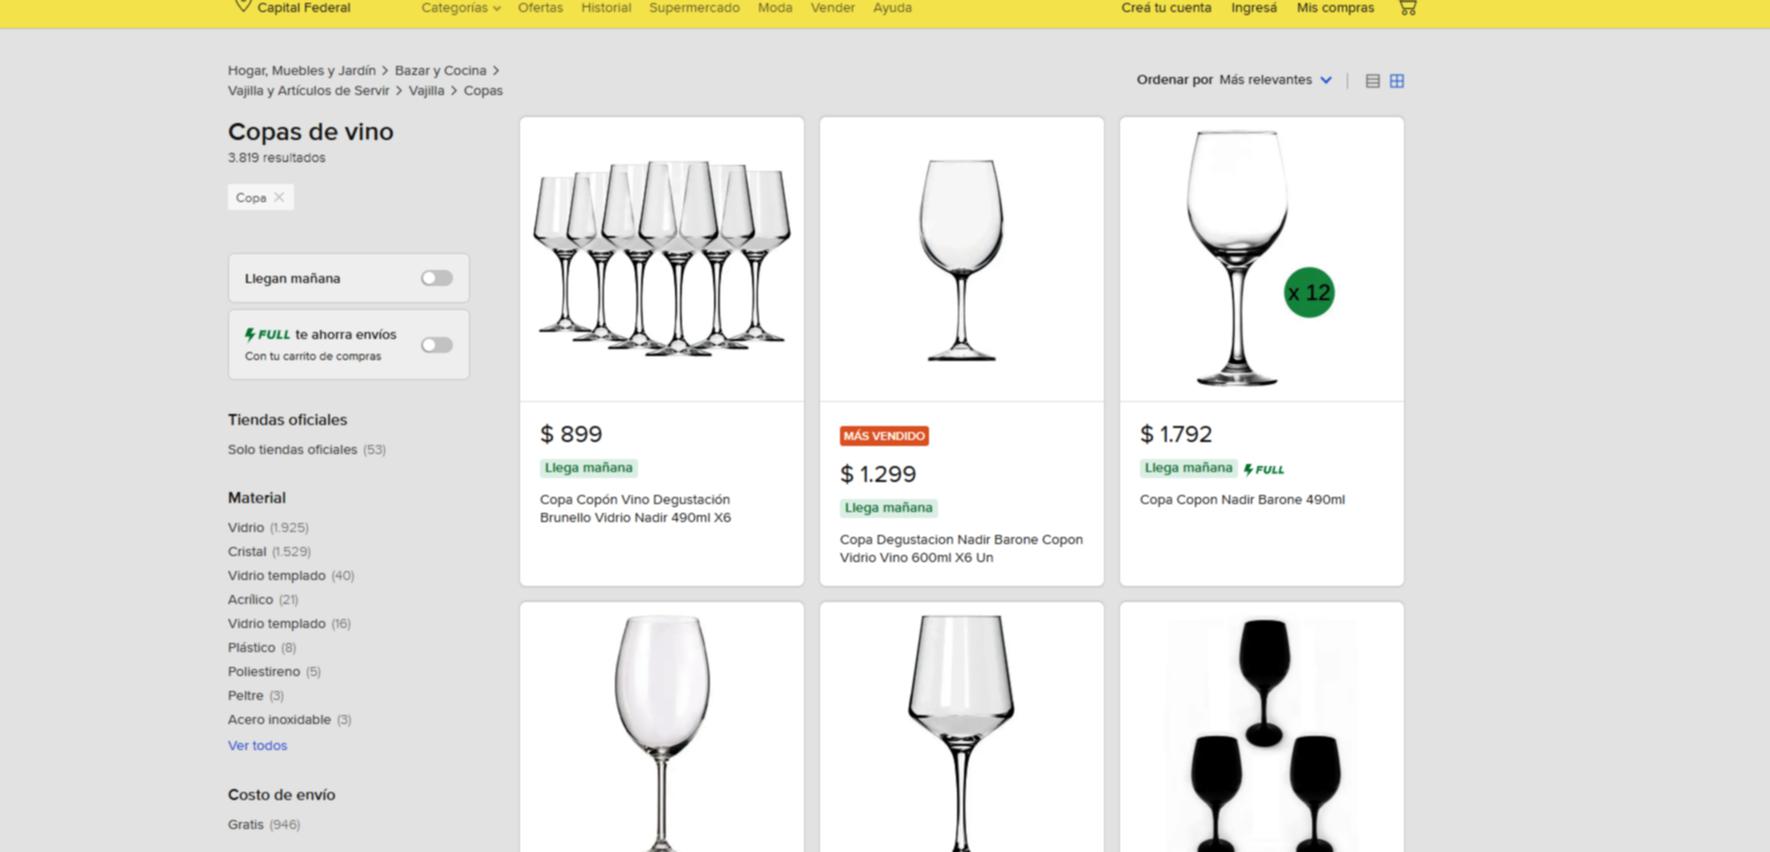 Capital Federal
Categorías
Ofertas
Historial
Supermercado
Moda
Vender
Ayuda
Creá tu cuenta
Ingresá
Mis compras
Hogar, Muebles y Jardín > Bazar y Cocina >
Vajilla y Artículos de Servir > Vajilla > Copas
Ordenar por Más relevantes
Copas de vino
3.819 resultados
Copa
Llegan mañana
FULL te ahorra envíos
Con tu carrito de compras
Tiendas oficiales
Solo tiendas oficiales (53)
Material
Vidrio (1.925)
Cristal (1.529)
Vidrio templado (40)
Acrílico (21)
Vidrio templado (16)
Plástico (8)
Poliestireno (5)
Peltre (3)
Acero inoxidable (3)
Ver todos
Costo de envío
Gratis (946)
$ 899
Llega mañana
Copa Copón Vino Degustación
Brunello Vidrio Nadir 490ml X6
MÁS VENDIDO
$ 1.299
Llega mañana
Copa Degustacion Nadir Barone Copon
Vidrio Vino 600ml X6 Un
x 12
$ 1.792
Llega mañana FULL
Copa Copon Nadir Barone 490ml